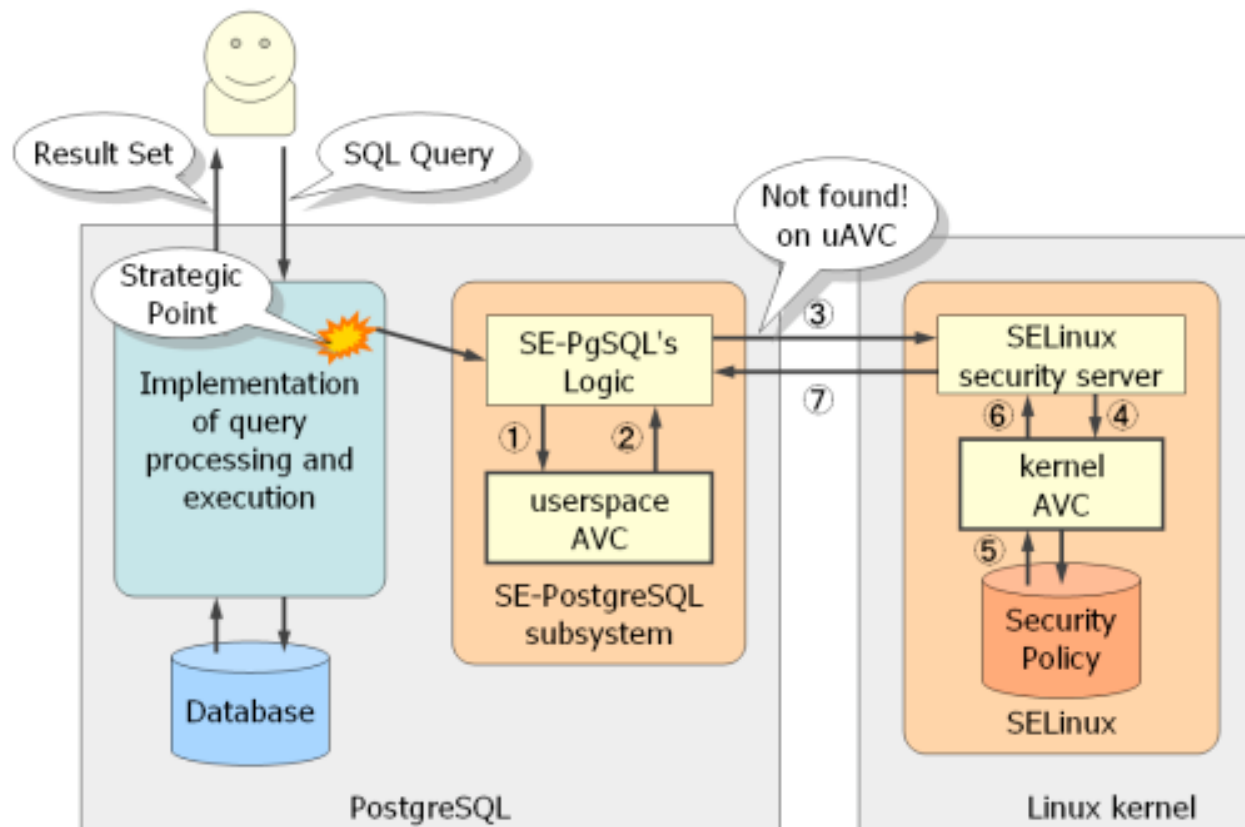 Result Set
SQL Query
Not found!
on uAVC
Strategic
Point
Implementation
of query
processing and
execution
SE-PgSQL's
Logic
①
②
userspace
AVC
SE-PostgreSQL
subsystem
③
⑦
SELinux
security server
⑥
④
kernel
AVC
⑤
Security
Policy
SELinux
Database
PostgreSQL
Linux kernel